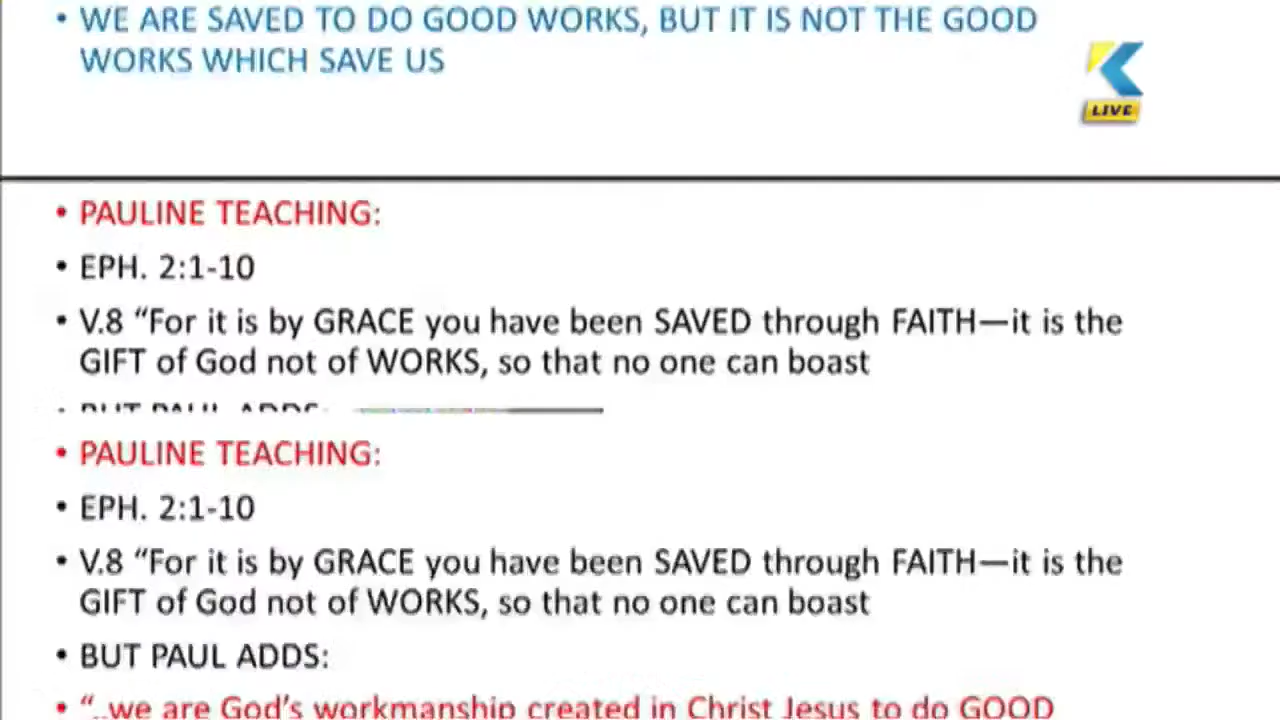 • WE ARE SAVED TO DO GOOD WORKS, BUT IT IS NOT THE GOOD
WORKS WHICH SAVE US
LIVE
• PAULINE TEACHING:
• EPH. 2:1-10
• V.8 “For it is by GRACE you have been SAVED through FAITH—it is the
GIFT of God not of WORKS, so that no one can boast
• BUT PAUL ADDS:
• PAULINE TEACHING:
• EPH. 2:1-10
• V.8 “For it is by GRACE you have been SAVED through FAITH—it is the
GIFT of God not of WORKS, so that no one can boast
• BUT PAUL ADDS:
• “..we are God’s workmanship created in Christ Jesus to do GOOD